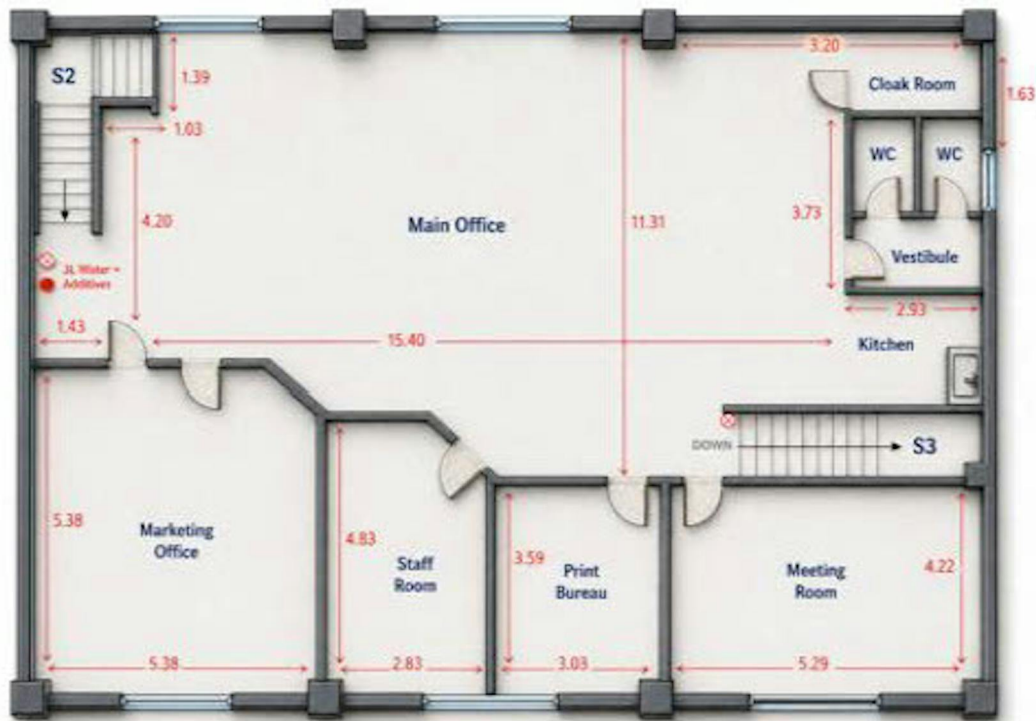 3.20
S2
1.39
Cloak Room
1.63
1.03
WC
WC
4.20
Main Office
11.31
3.73
Vestibule
3L Water +
Additives
2.93
1.43
15.40
Kitchen
DOWN
S3
5.38
Marketing
Office
4.83
Staff
Room
3.59
Print
Bureau
Meeting
Room
4.22
5.38
2.83
3.03
5.29